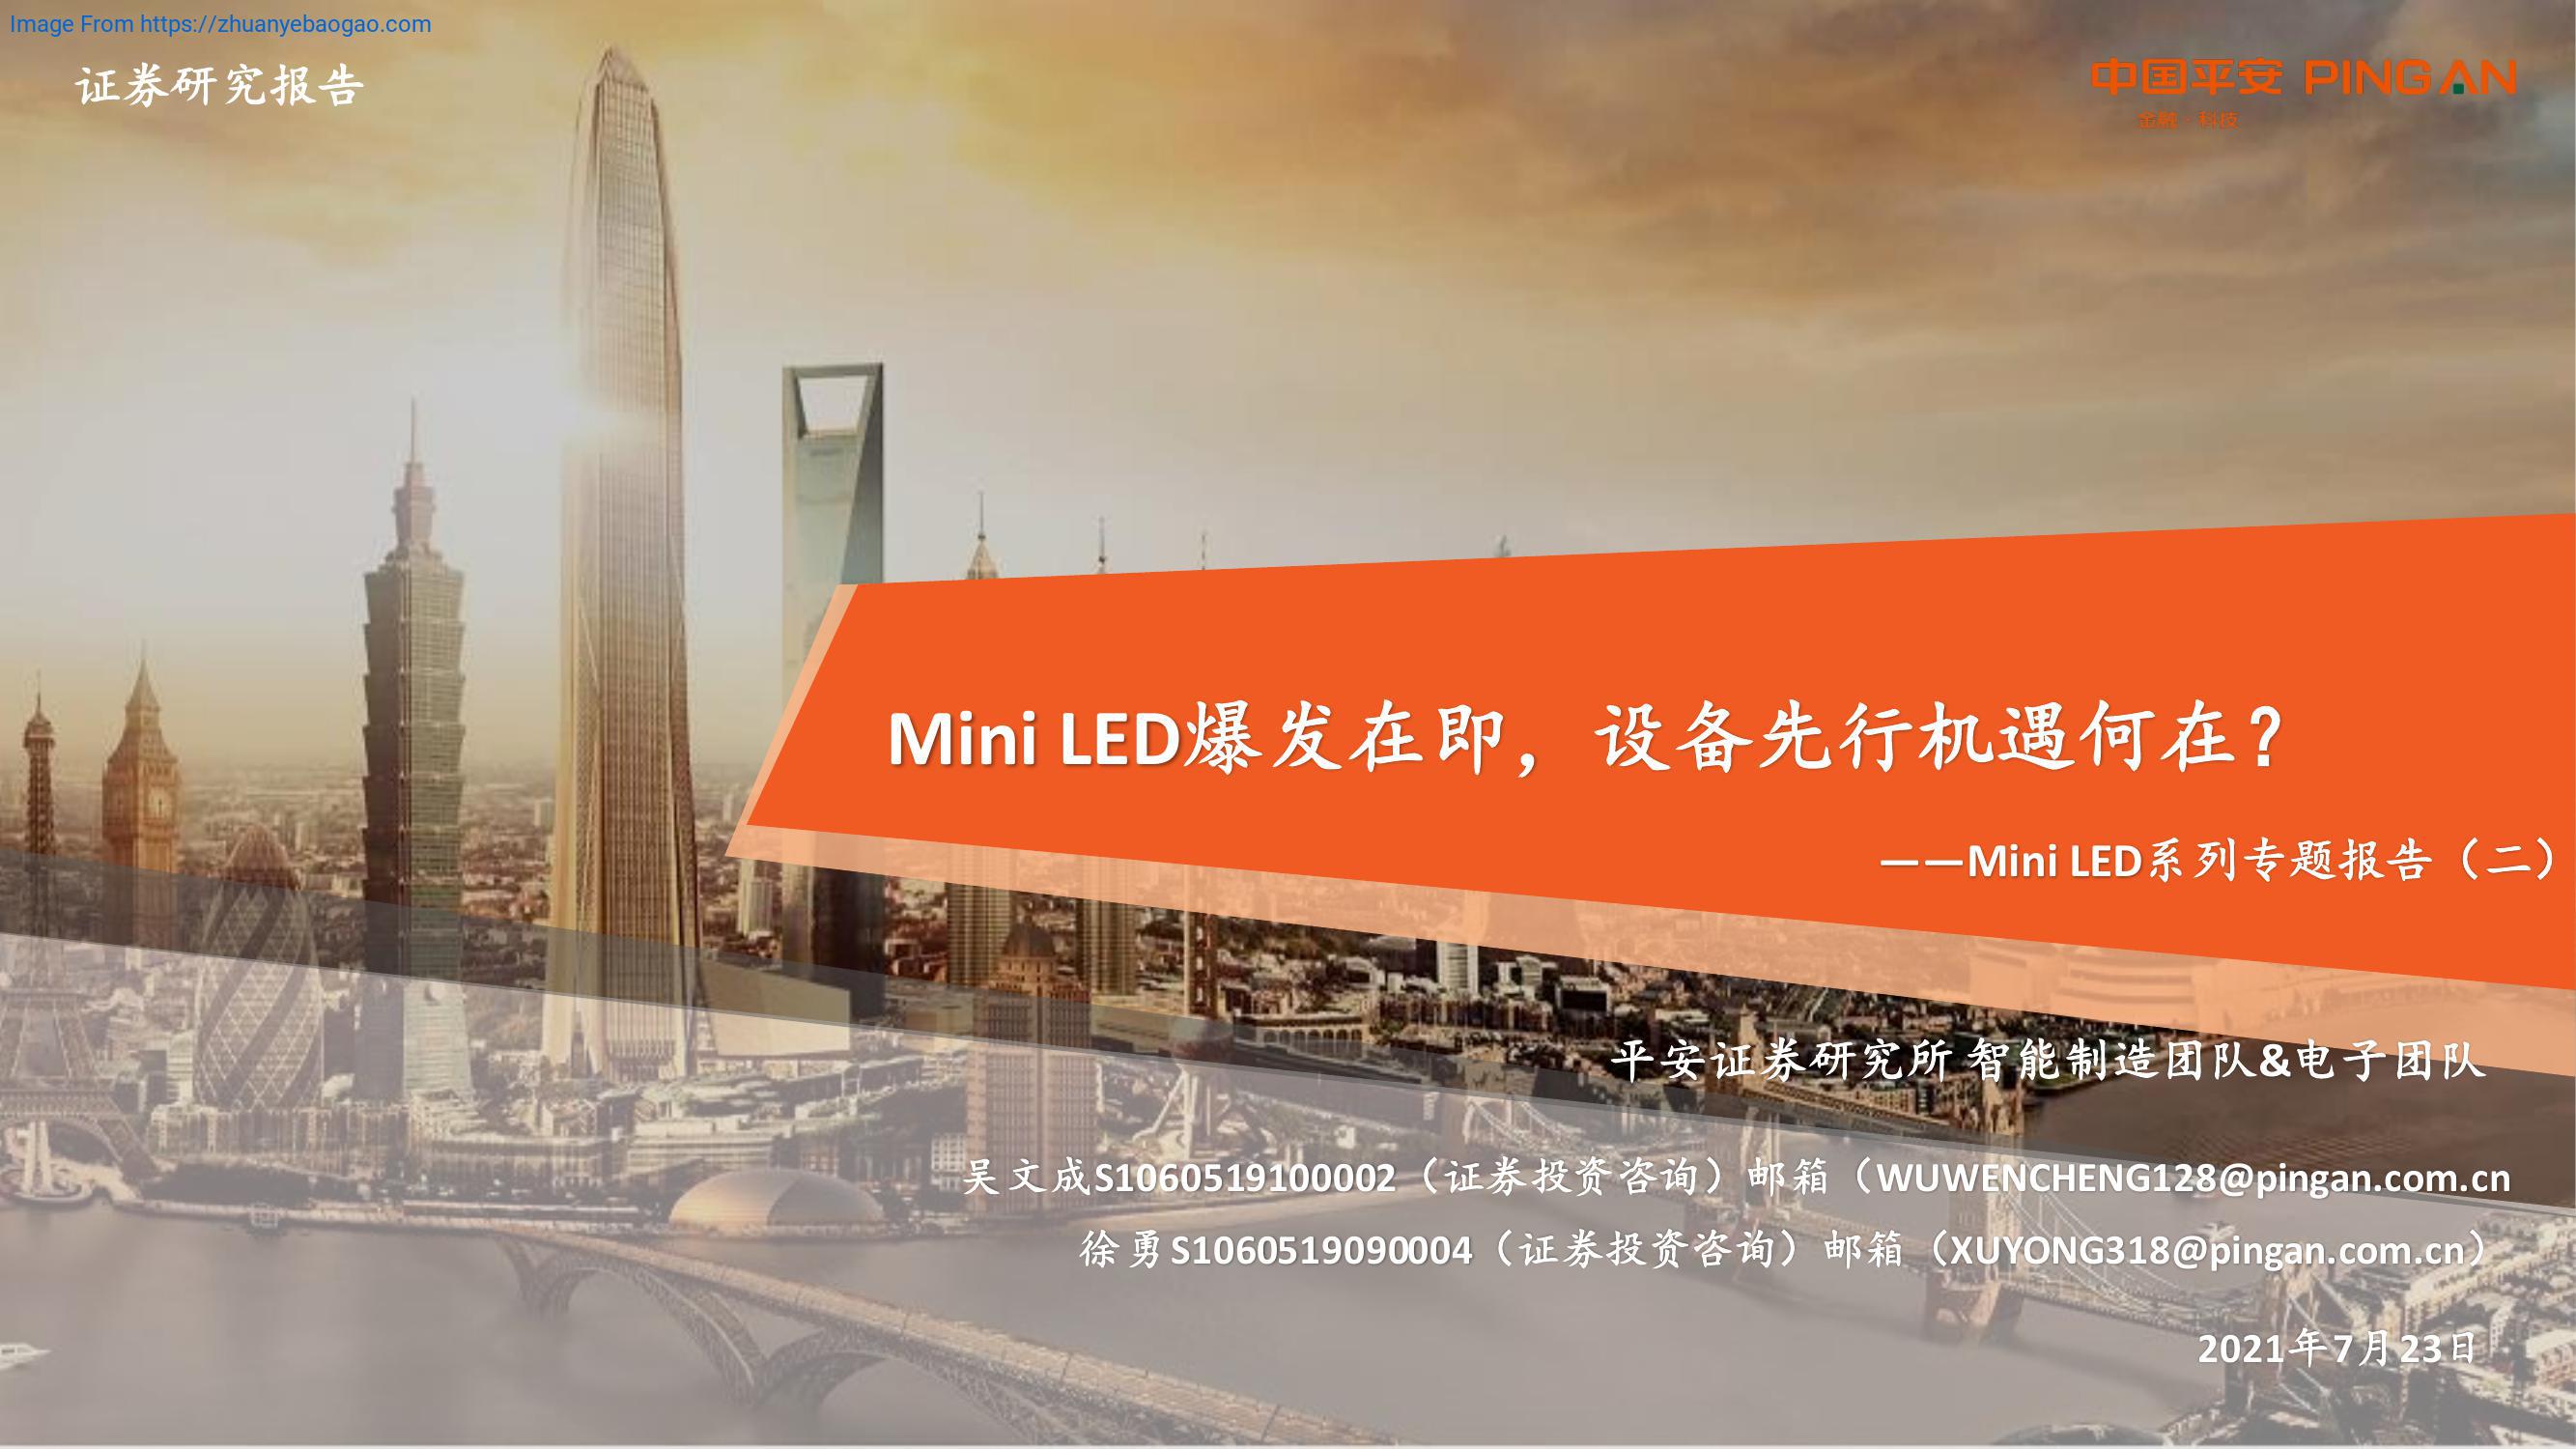 Image From https://zhuanyebaogao.com
证券研究报告
中国平安 PINGAN
金融·科技
Mini LED爆发在即，设备先行机遇何在？
——Mini LED系列专题报告（二）
平安证券研究所 智能制造团队&电子团队
吴文成S1060519100002（证券投资咨询）邮箱（WUWENCHENG128@pingan.com.cn
徐勇S1060519090004（证券投资咨询）邮箱（XUYONG318@pingan.com.cn）
2021年7月23日